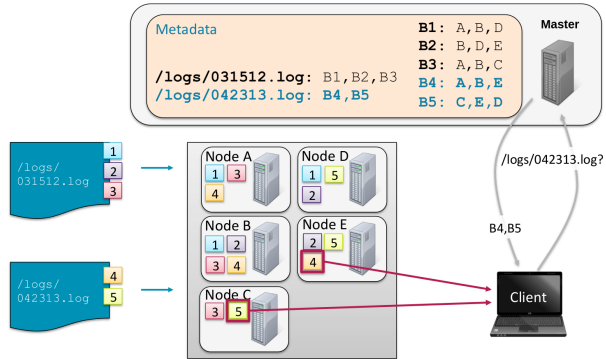 Metadata
Master
B1: A,B,D
B2: B,D,E
B3: A,B,C
/logs/031512.log: B1,B2,B3
B4: A,B,E
/logs/042313.log: B4,B5
B5: C,E,D
/logs/
031512.log
1
2
3
/logs/
042313.log
4
5
Node A
1 3
4
Node D
1 5
2
Node B
1 2
3 4
Node E
2 5
4
Node C
3 5
/logs/042313.log?
B4,B5
Client